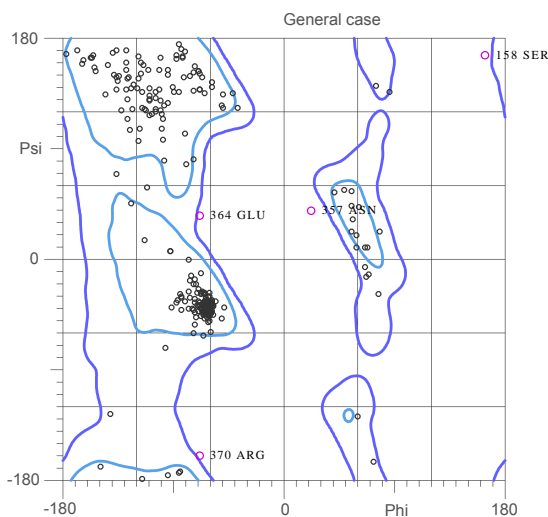 General case
180
158 SER
Psi
364 GLU
357 ASN
0
370 ARG
-180
-180 0 Phi 180